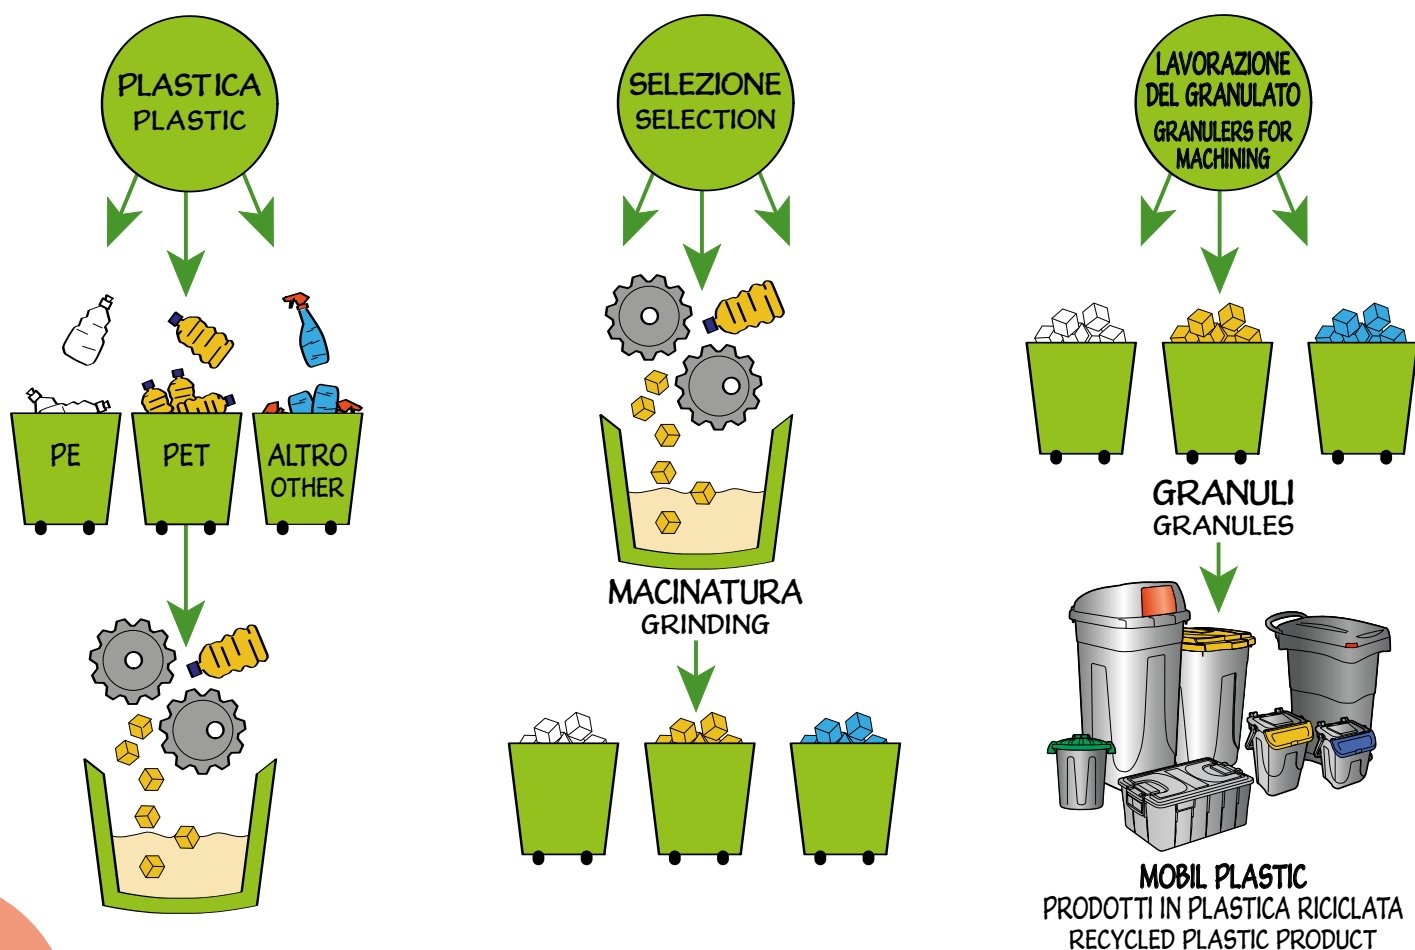 PLASTICA
PLASTIC
PE
PET
ALTRO
OTHER
SELEZIONE
SELECTION
MACINATURA
GRINDING
LAVORAZIONE
DEL GRANULATO
GRANULERS FOR
MACHINING
GRANULI
GRANULES
MOBIL PLASTIC
PRODOTTI IN PLASTICA RICICLATA
RECYCLED PLASTIC PRODUCT